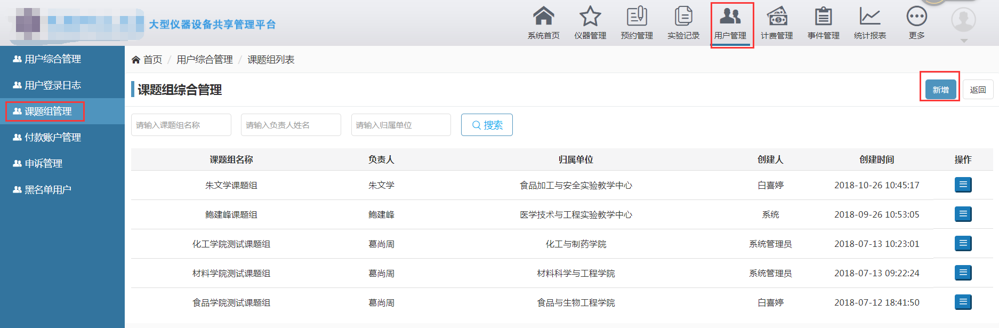 大型仪器设备共享管理平台
系统首页 仪器管理 预约管理 实验记录 用户管理 计费管理 事件管理 统计报表 更多
用户综合管理
用户登录日志
课题组管理
付款账户管理
申诉管理
黑名单用户
首页 / 用户综合管理 / 课题组列表
课题组综合管理
新增 返回
请输入课题组名称 请输入负责人姓名 请输入归属单位 搜索
课题组名称 负责人 归属单位 创建人 创建时间 操作
朱文学课题组 朱文学 食品加工与安全实验教学中心 白喜婷 2018-10-26 10:45:17
鲍建峰课题组 鲍建峰 医学技术与工程实验教学中心 系统 2018-09-26 10:53:05
化工学院测试课题组 葛尚周 化工与制药学院 系统管理员 2018-07-13 10:23:01
材料学院测试课题组 葛尚周 材料科学与工程学院 系统管理员 2018-07-13 09:22:24
食品学院测试课题组 葛尚周 食品与生物工程学院 白喜婷 2018-07-12 18:41:50